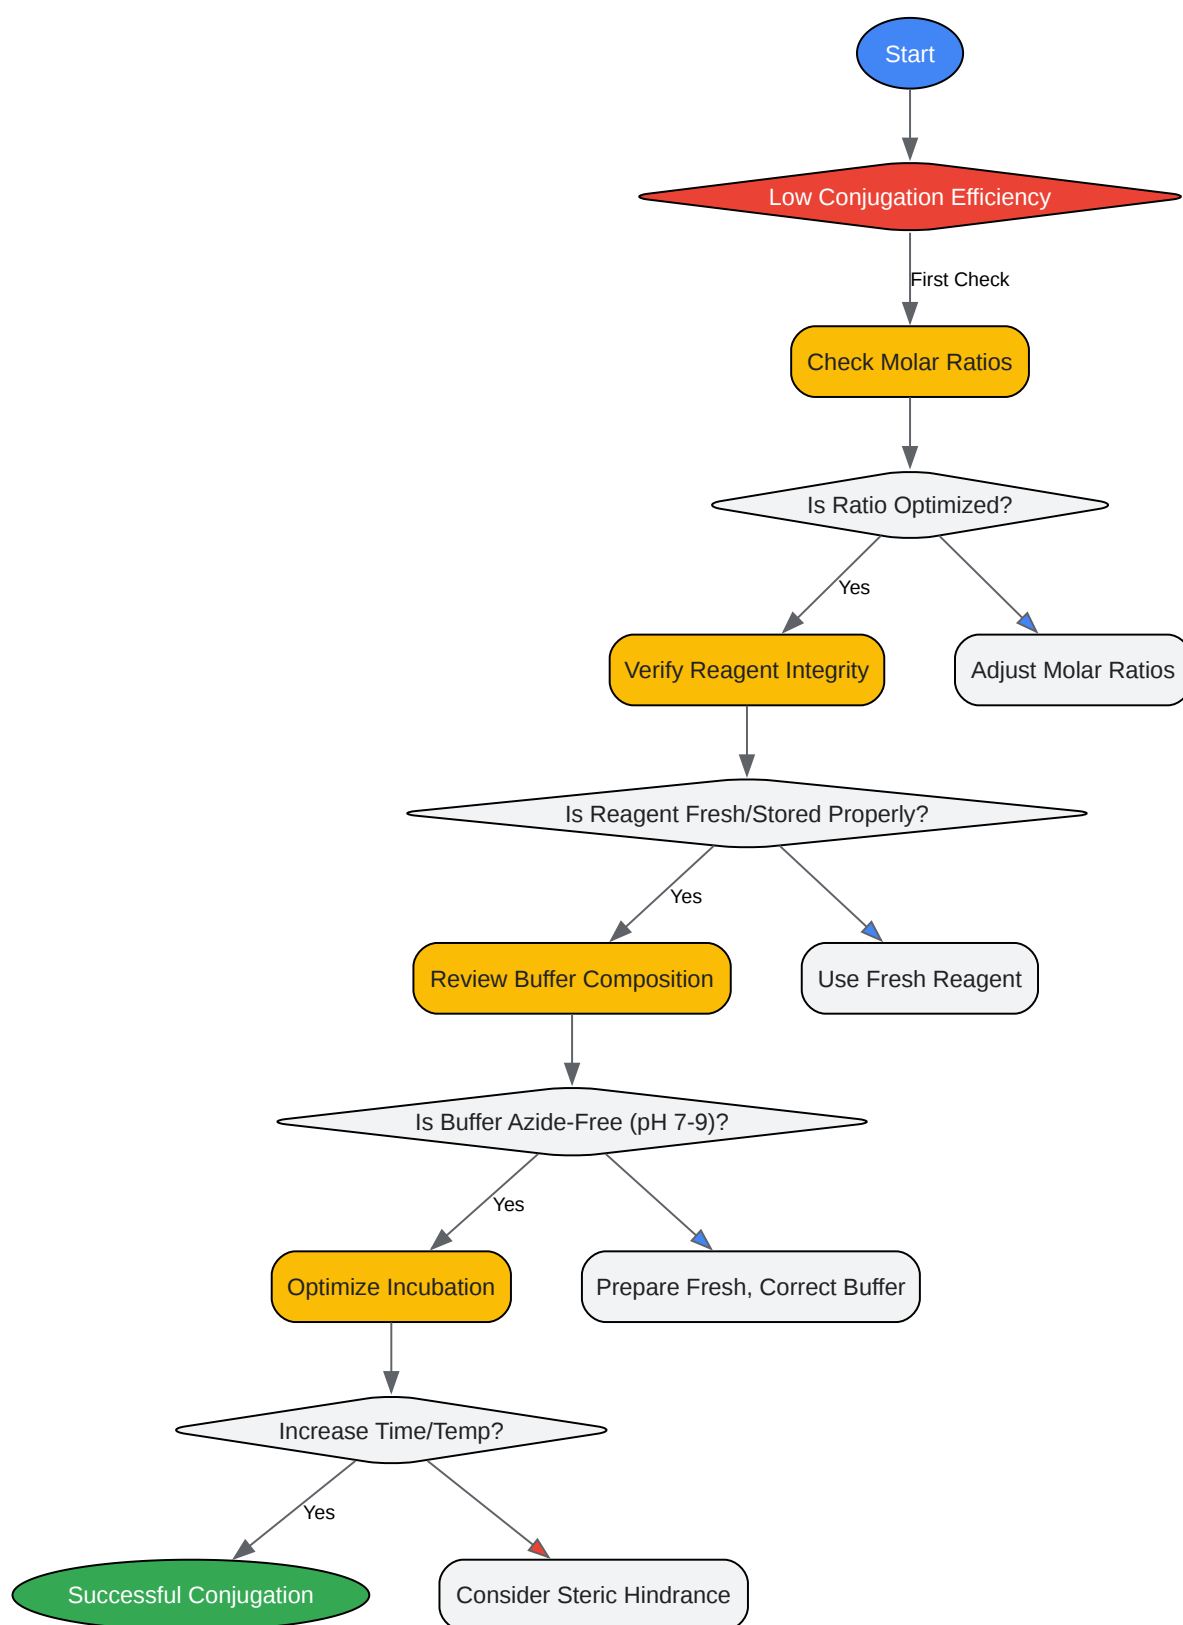 Start
Low Conjugation Efficiency
First Check
Check Molar Ratios
Is Ratio Optimized?
Yes
Verify Reagent Integrity
Adjust Molar Ratios
Is Reagent Fresh/Stored Properly?
Yes
Review Buffer Composition
Use Fresh Reagent
Is Buffer Azide-Free (pH 7-9)?
Yes
Optimize Incubation
Prepare Fresh, Correct Buffer
Increase Time/Temp?
Yes
Successful Conjugation
Consider Steric Hindrance